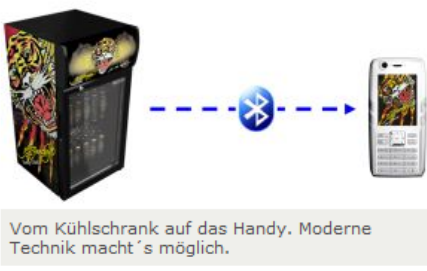 Vom Kühlschrank auf das Handy. Moderne
Technik macht´s möglich.